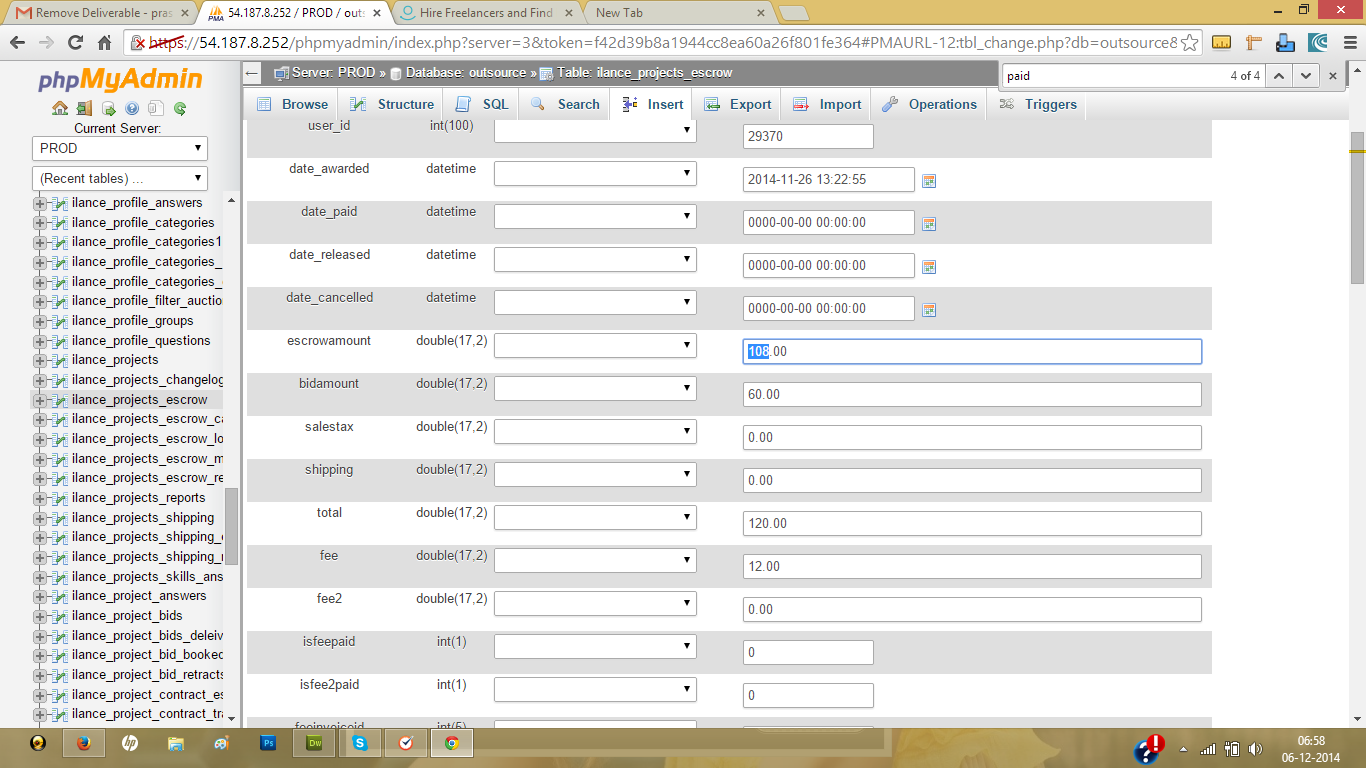 Remove Deliverable - pras
54.187.8.252 / PROD / outs
Hire Freelancers and Find
New Tab
https://54.187.8.252/phpmyadmin/index.php?server=3&token=f42d39b8a1944cc8ea60a26f801fe364#PMAURL-12:tbl_change.php?db=outsource&
paid
4 of 4
phpMyAdmin
Current Server:
PROD
(Recent tables) ...
ilance_profile_answers
ilance_profile_categories
ilance_profile_categories1
ilance_profile_categories_
ilance_profile_categories_
ilance_profile_filter_auctio
ilance_profile_groups
ilance_profile_questions
ilance_projects
ilance_projects_changelog
ilance_projects_escrow
ilance_projects_escrow_ca
ilance_projects_escrow_lo
ilance_projects_escrow_m
ilance_projects_escrow_re
ilance_projects_reports
ilance_projects_shipping
ilance_projects_shipping_
ilance_projects_shipping_
ilance_projects_skills_ans
ilance_project_answers
ilance_project_bids
ilance_project_bids_deleiv
ilance_project_bid_booked
ilance_project_bid_retracts
ilance_project_contract_es
ilance_project_contract_tra
Server: PROD » Database: outsource » Table: ilance_projects_escrow
Browse Structure SQL Search Insert Export Import Operations Triggers
user_id int(100) 29370
date_awarded datetime 2014-11-26 13:22:55
date_paid datetime 0000-00-00 00:00:00
date_released datetime 0000-00-00 00:00:00
date_cancelled datetime 0000-00-00 00:00:00
escrowamount double(17,2) 108.00
bidamount double(17,2) 60.00
salestax double(17,2) 0.00
shipping double(17,2) 0.00
total double(17,2) 120.00
fee double(17,2) 12.00
fee2 double(17,2) 0.00
isfeepaid int(1) 0
isfee2paid int(1) 0
feeinvoiceid int(5)
06:58
06-12-2014